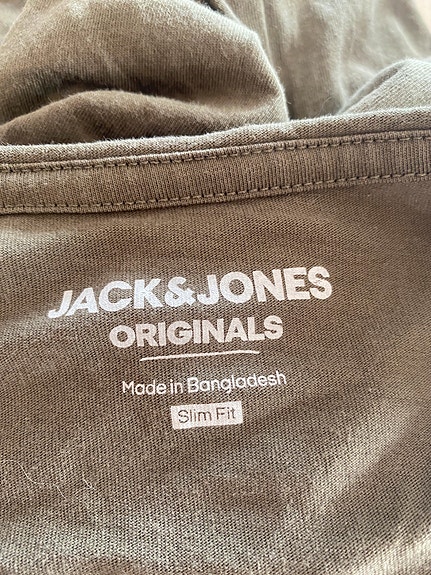 JACK&JONES
ORIGINALS
Made in Bangladesh
Slim Fit